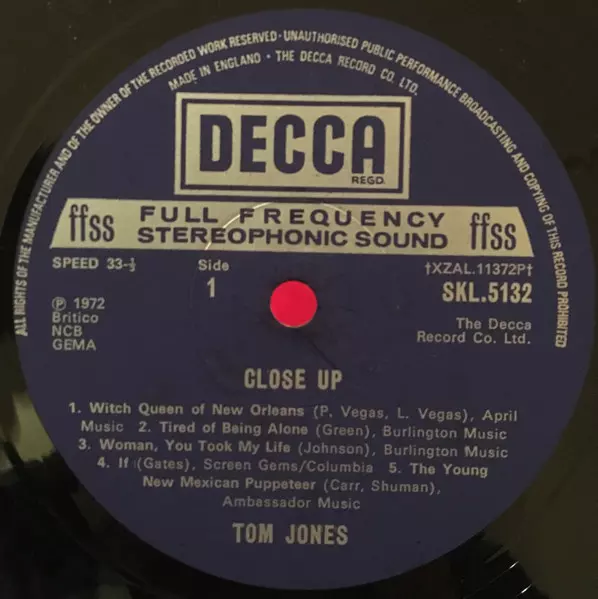 ALL RIGHTS OF THE MANUFACTURER AND OF THE OWNER OF THE RECORDED WORK RESERVED · UNAUTHORISED PUBLIC PERFORMANCE BROADCASTING AND COPYING OF THIS RECORD PROHIBITED
MADE IN ENGLAND · THE DECCA RECORD CO. LTD.
DECCA
REGD.
ffss FULL FREQUENCY STEREOPHONIC SOUND ffss
SPEED 33-⅓ Side †XZAL.11372P†
1 SKL.5132
℗ 1972
Britico
NCB
GEMA
The Decca
Record Co. Ltd.
CLOSE UP
1. Witch Queen of New Orleans (P. Vegas, L. Vegas), April
Music 2. Tired of Being Alone (Green), Burlington Music
3. Woman, You Took My Life (Johnson), Burlington Music
4. If (Gates), Screen Gems/Columbia 5. The Young
New Mexican Puppeteer (Carr, Shuman),
Ambassador Music
TOM JONES